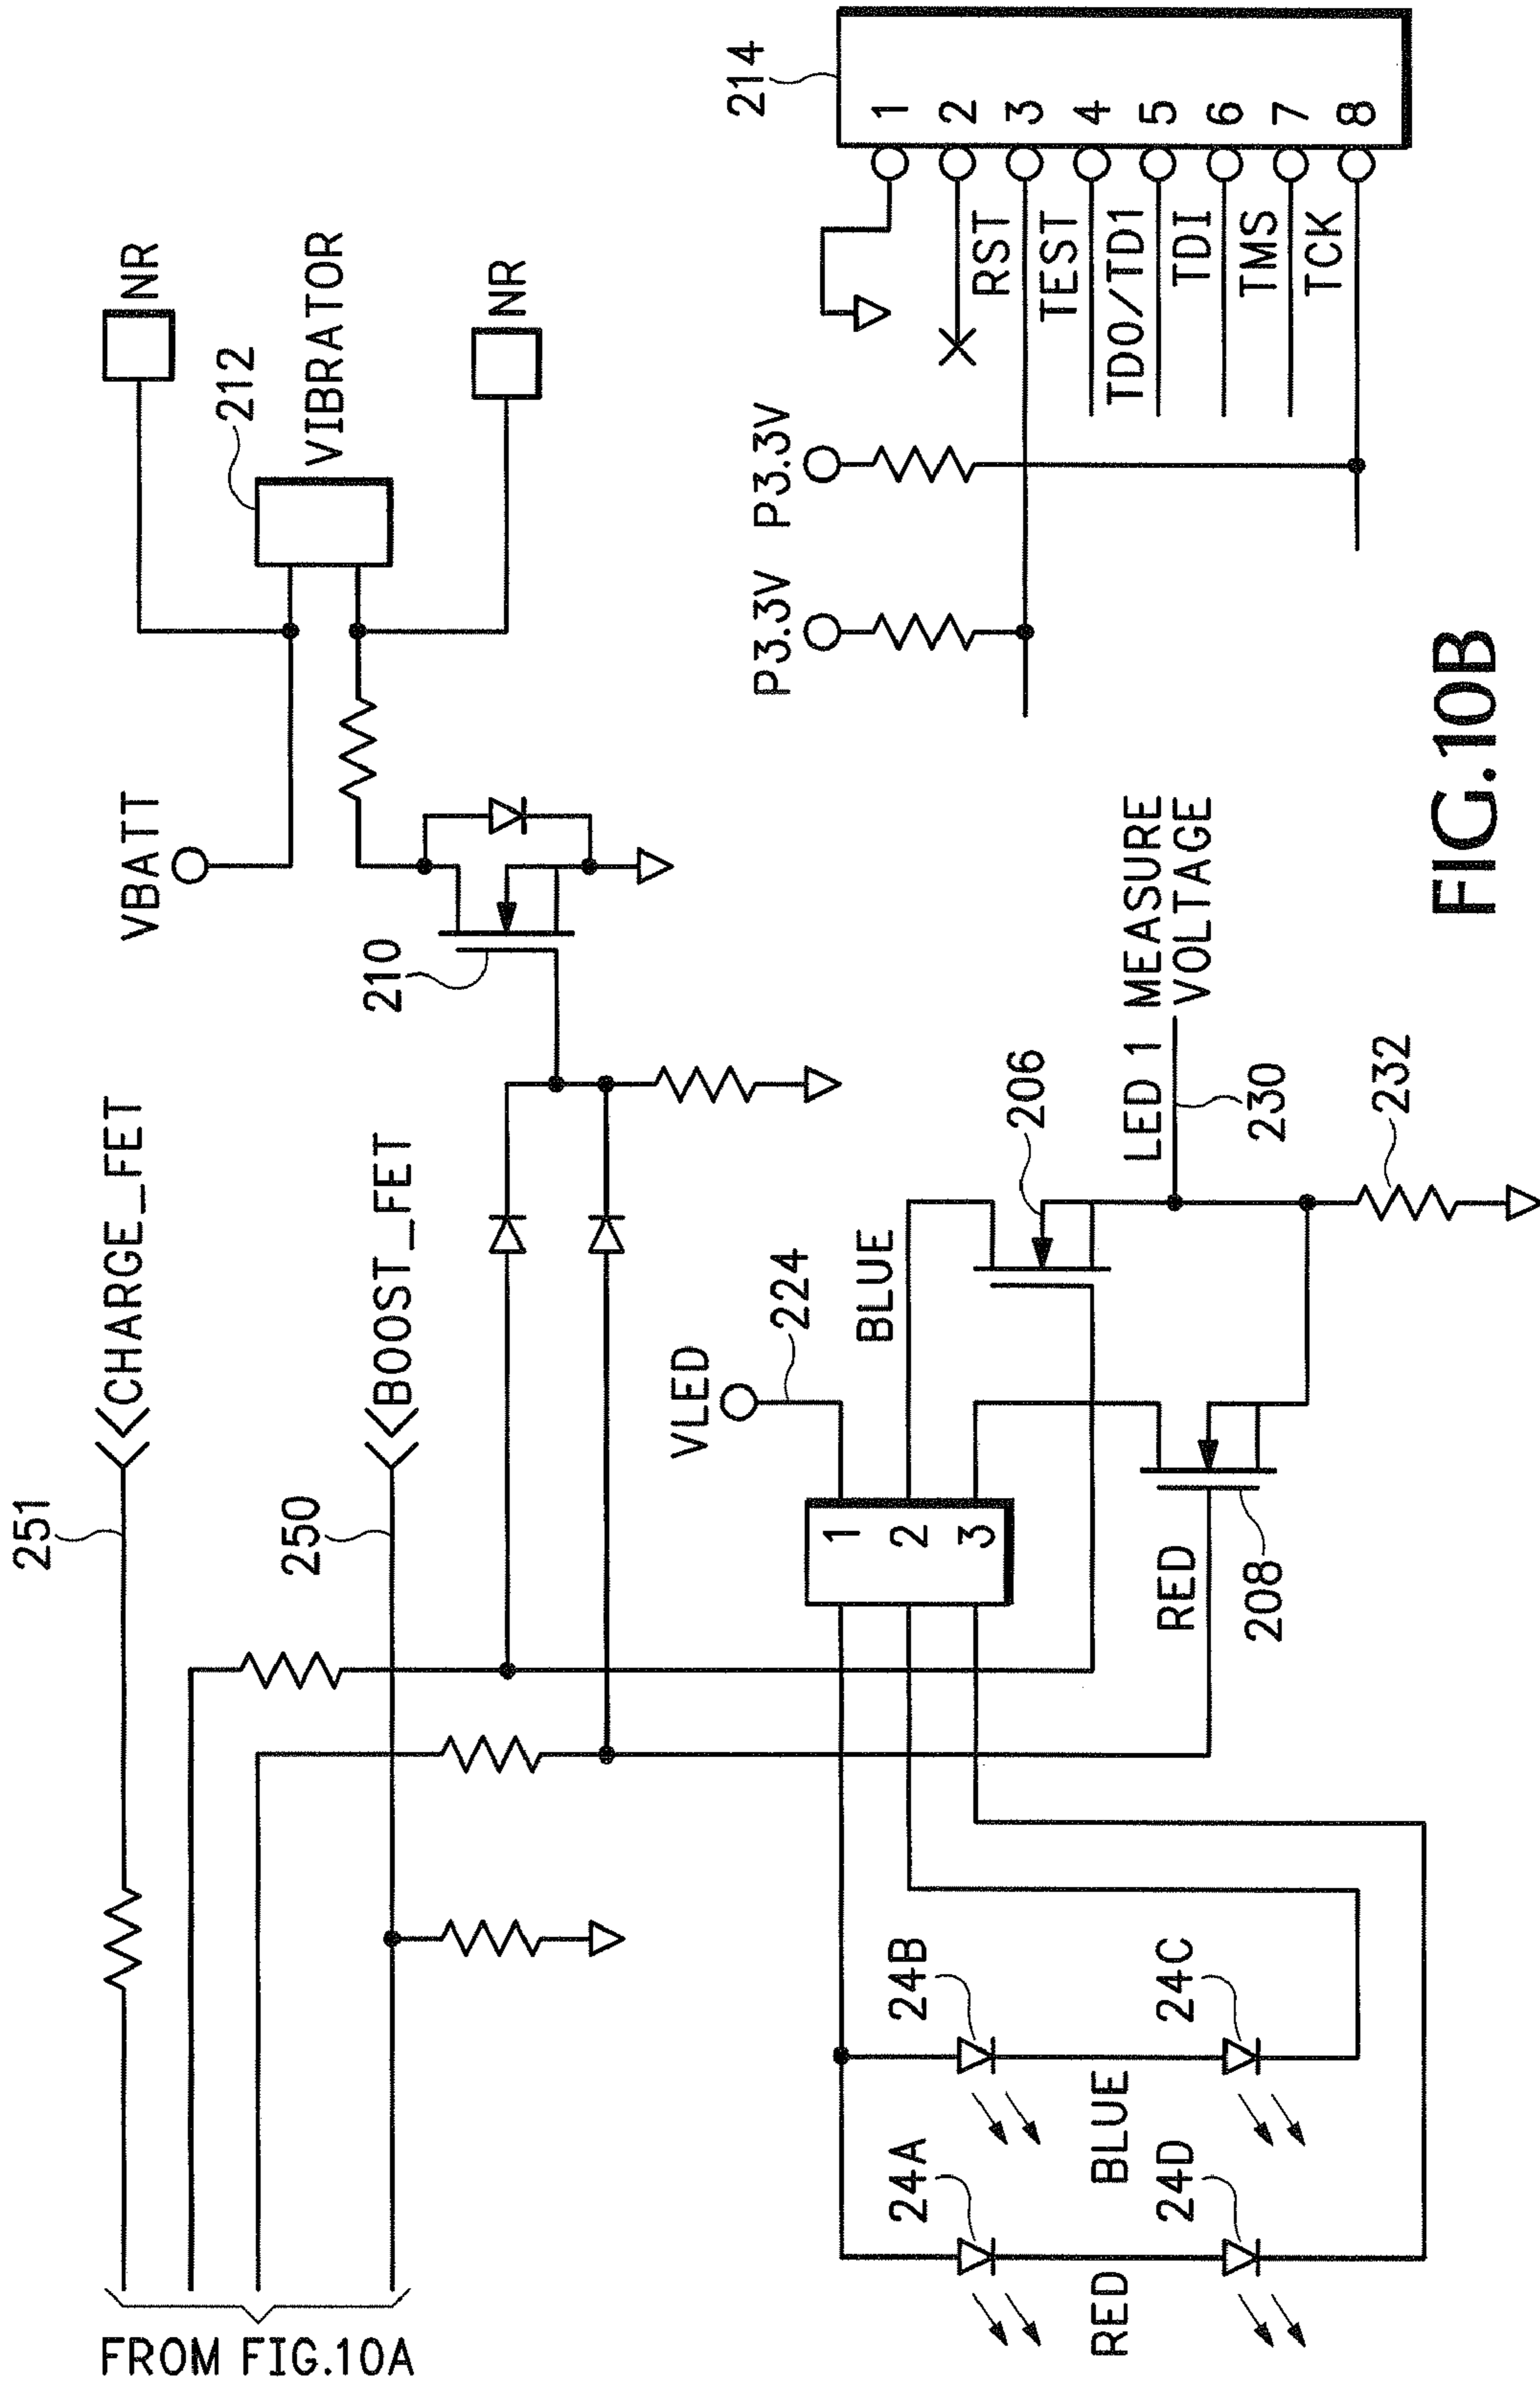 251
<<CHARGE_FET
250
<<BOOST_FET
VBATT
210
212
VIBRATOR
NR
NR
FROM FIG.10A
24A
24B
RED
BLUE
24D
24C
1
2
3
VLED
224
BLUE
RED
208
206
LED 1 MEASURE
VOLTAGE
230
232
P3.3V
P3.3V
214
1
2
3
4
5
6
7
8
RST
TEST
TDO/TD1
TDI
TMS
TCK
FIG.10B